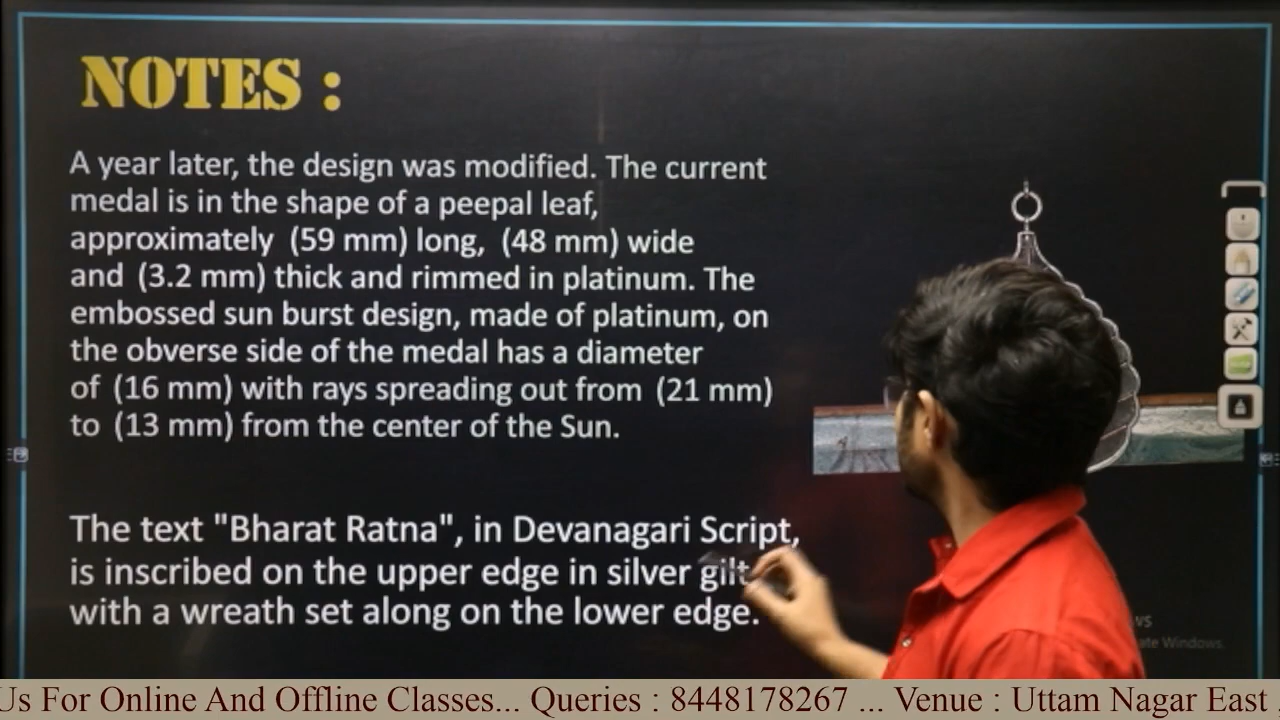 NOTES :
A year later, the design was modified. The current
medal is in the shape of a peepal leaf,
approximately (59 mm) long, (48 mm) wide
and (3.2 mm) thick and rimmed in platinum. The
embossed sun burst design, made of platinum, on
the obverse side of the medal has a diameter
of (16 mm) with rays spreading out from (21 mm)
to (13 mm) from the center of the Sun.
The text "Bharat Ratna", in Devanagari Script,
is inscribed on the upper edge in silver gilt
with a wreath set along on the lower edge.
Windows.
Us For Online And Offline Classes... Queries : 8448178267 ... Venue : Uttam Nagar East ,